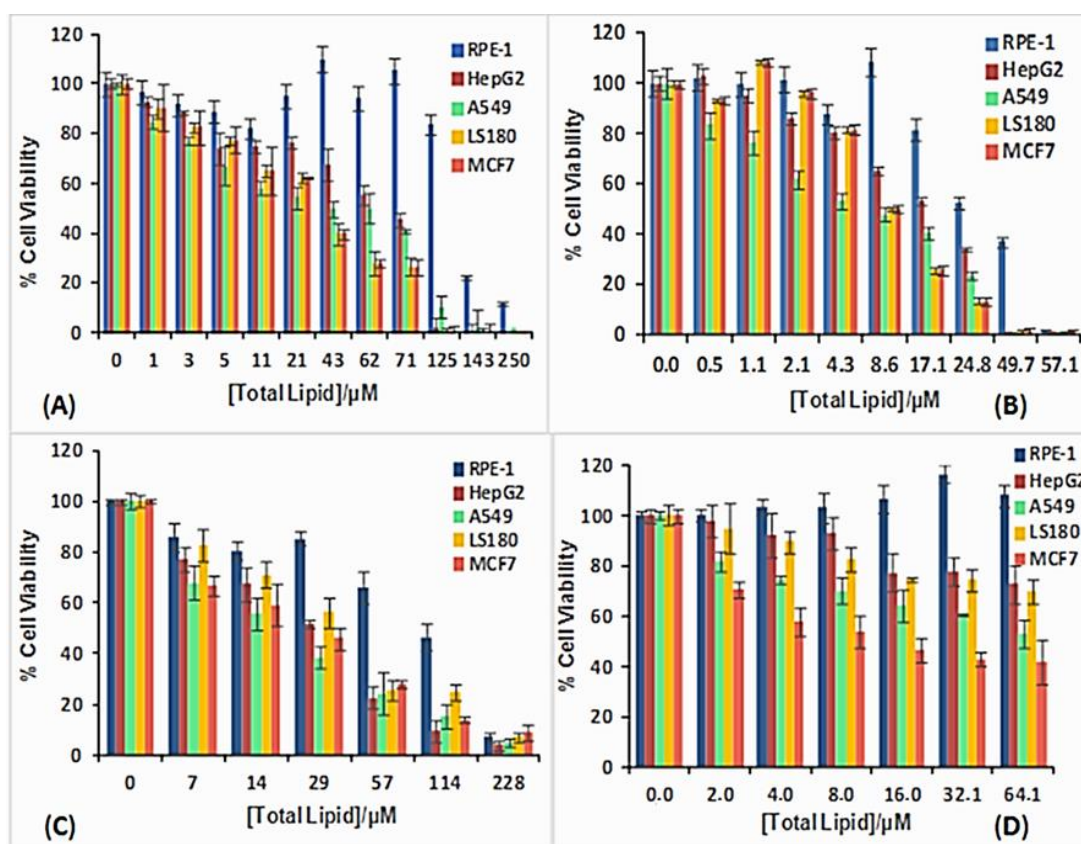 120
100
80
60
40
20
0
% Cell Viability
0 1 3 5 11 21 43 62 71 125 143 250
[Total Lipid]/µM
(A)
RPE-1
HepG2
A549
LS180
MCF7
120
100
80
60
40
20
0
% Cell Viability
0.0 0.5 1.1 2.1 4.3 8.6 17.1 24.8 49.7 57.1
[Total Lipid]/µM
(B)
RPE-1
HepG2
A549
LS180
MCF7
120
100
80
60
40
20
0
% Cell Viability
0 7 14 29 57 114 228
[Total Lipid]/µM
(C)
RPE-1
HepG2
A549
LS180
MCF7
120
100
80
60
40
20
0
% Cell Viability
0.0 2.0 4.0 8.0 16.0 32.1 64.1
[Total Lipid]/µM
(D)
RPE-1
HepG2
A549
LS180
MCF7